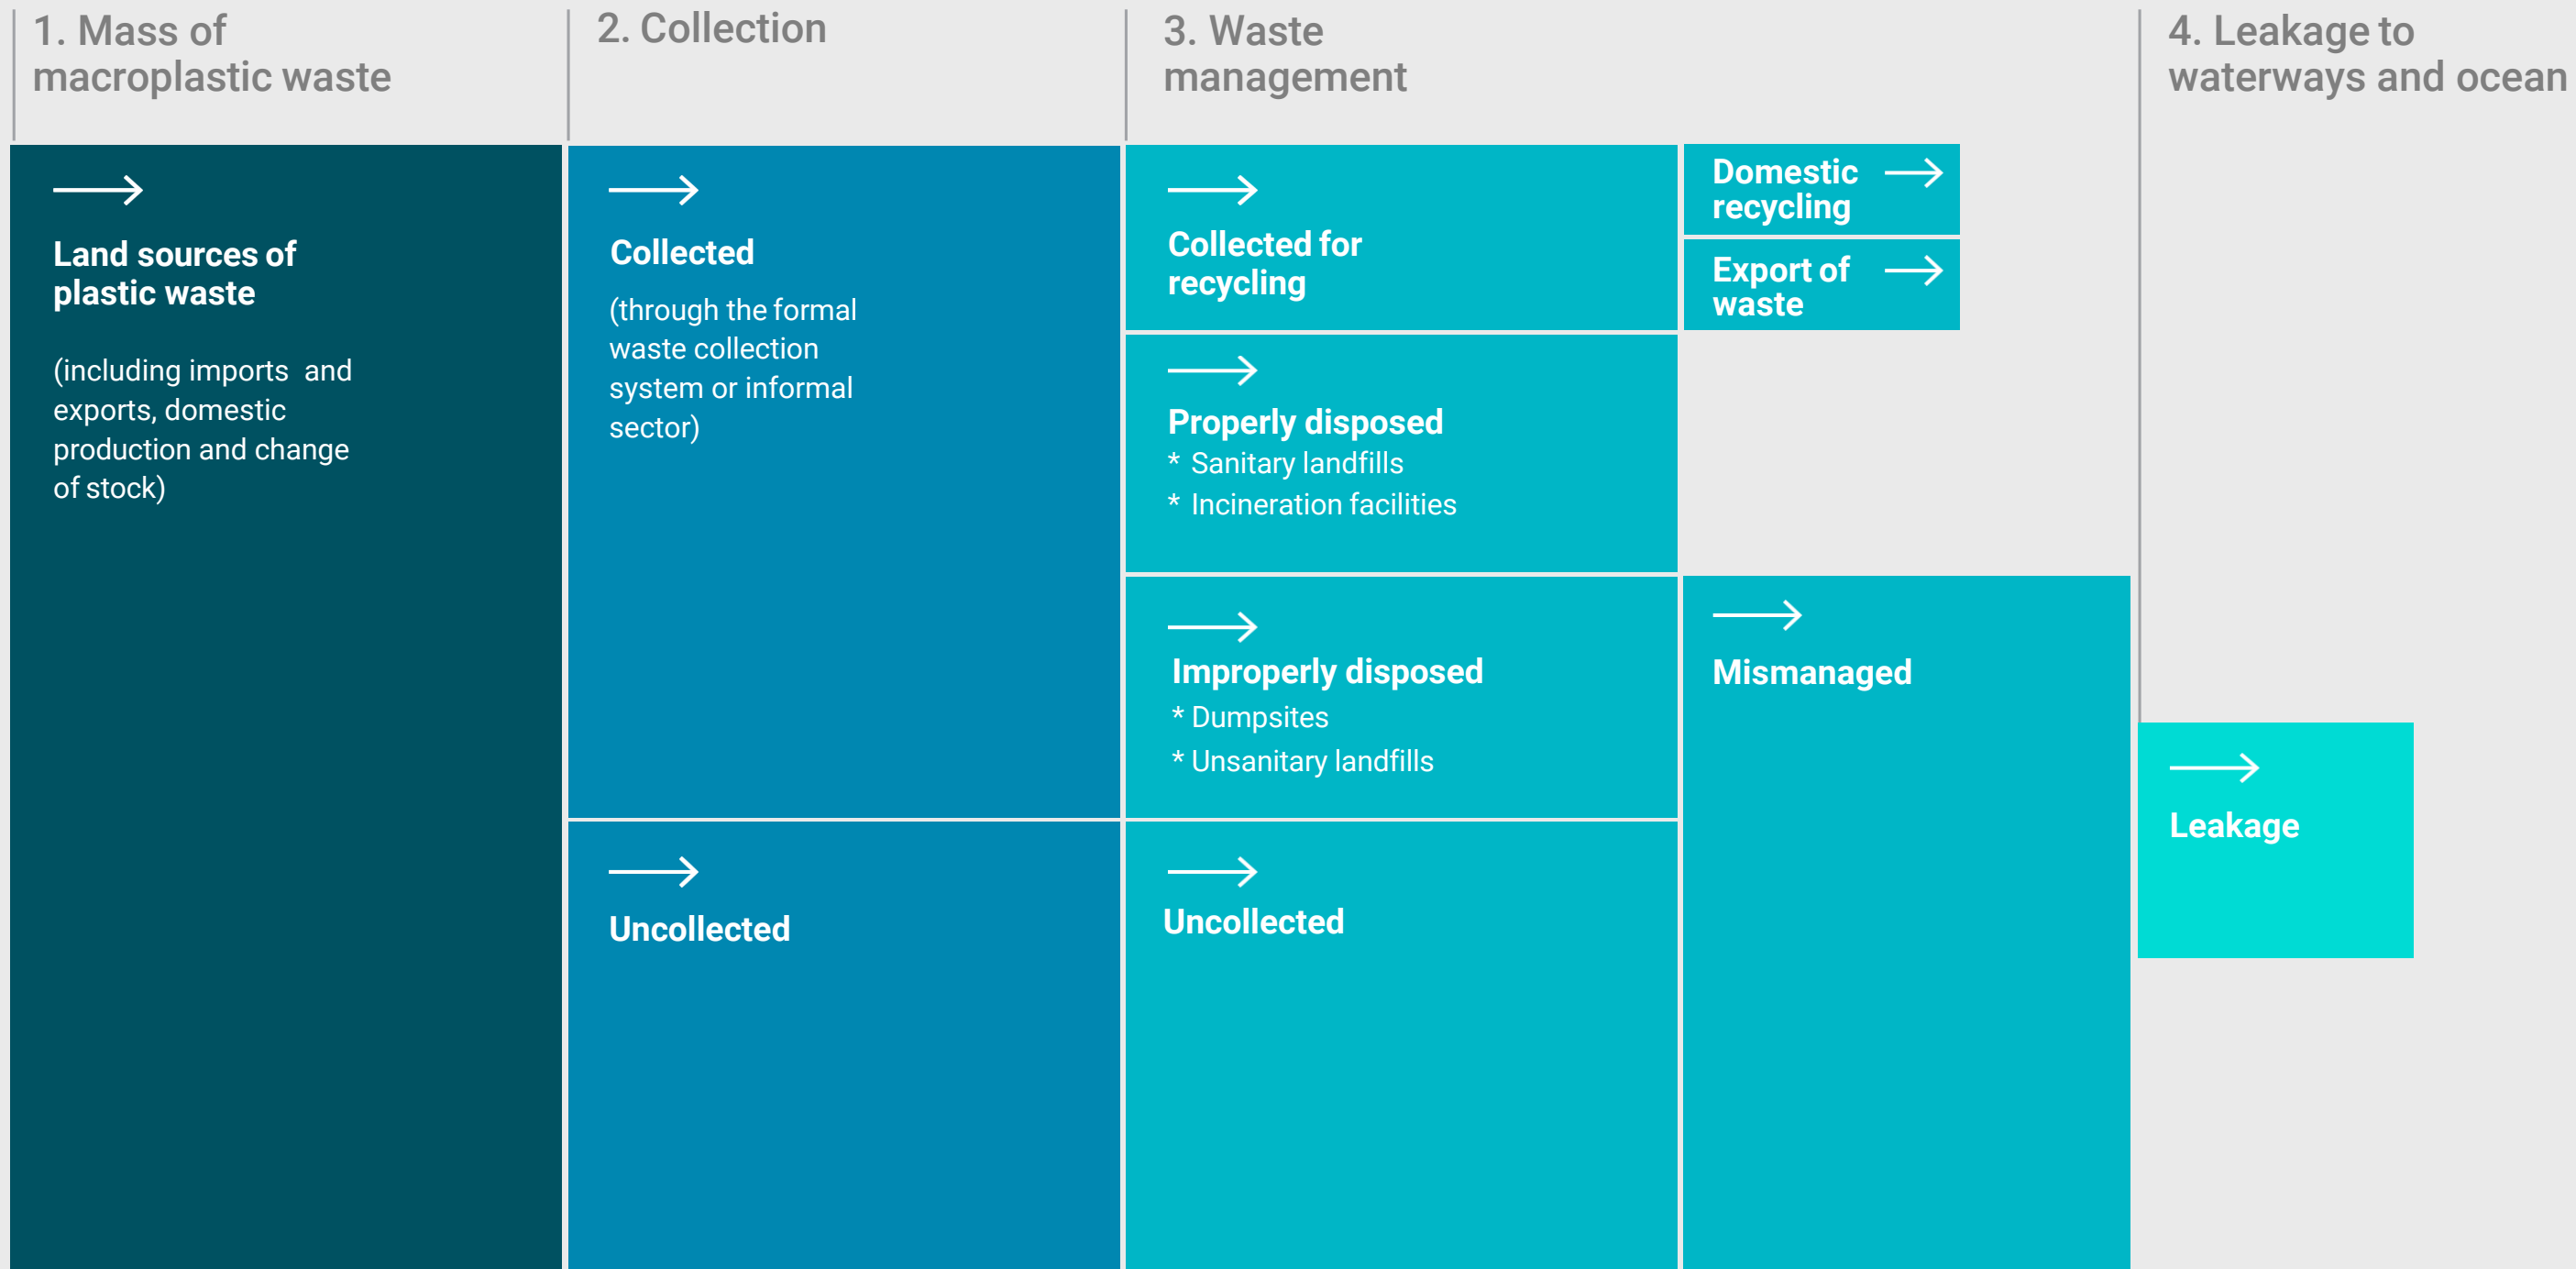 1. Mass of
macroplastic waste
2. Collection
3. Waste
management
4. Leakage to
waterways and ocean
Land sources of
plastic waste
(including imports and
exports, domestic
production and change
of stock)
Collected
(through the formal
waste collection
system or informal
sector)
Uncollected
Collected for
recycling
Domestic
recycling
Export of
waste
Properly disposed
* Sanitary landfills
* Incineration facilities
Improperly disposed
* Dumpsites
* Unsanitary landfills
Uncollected
Mismanaged
Leakage